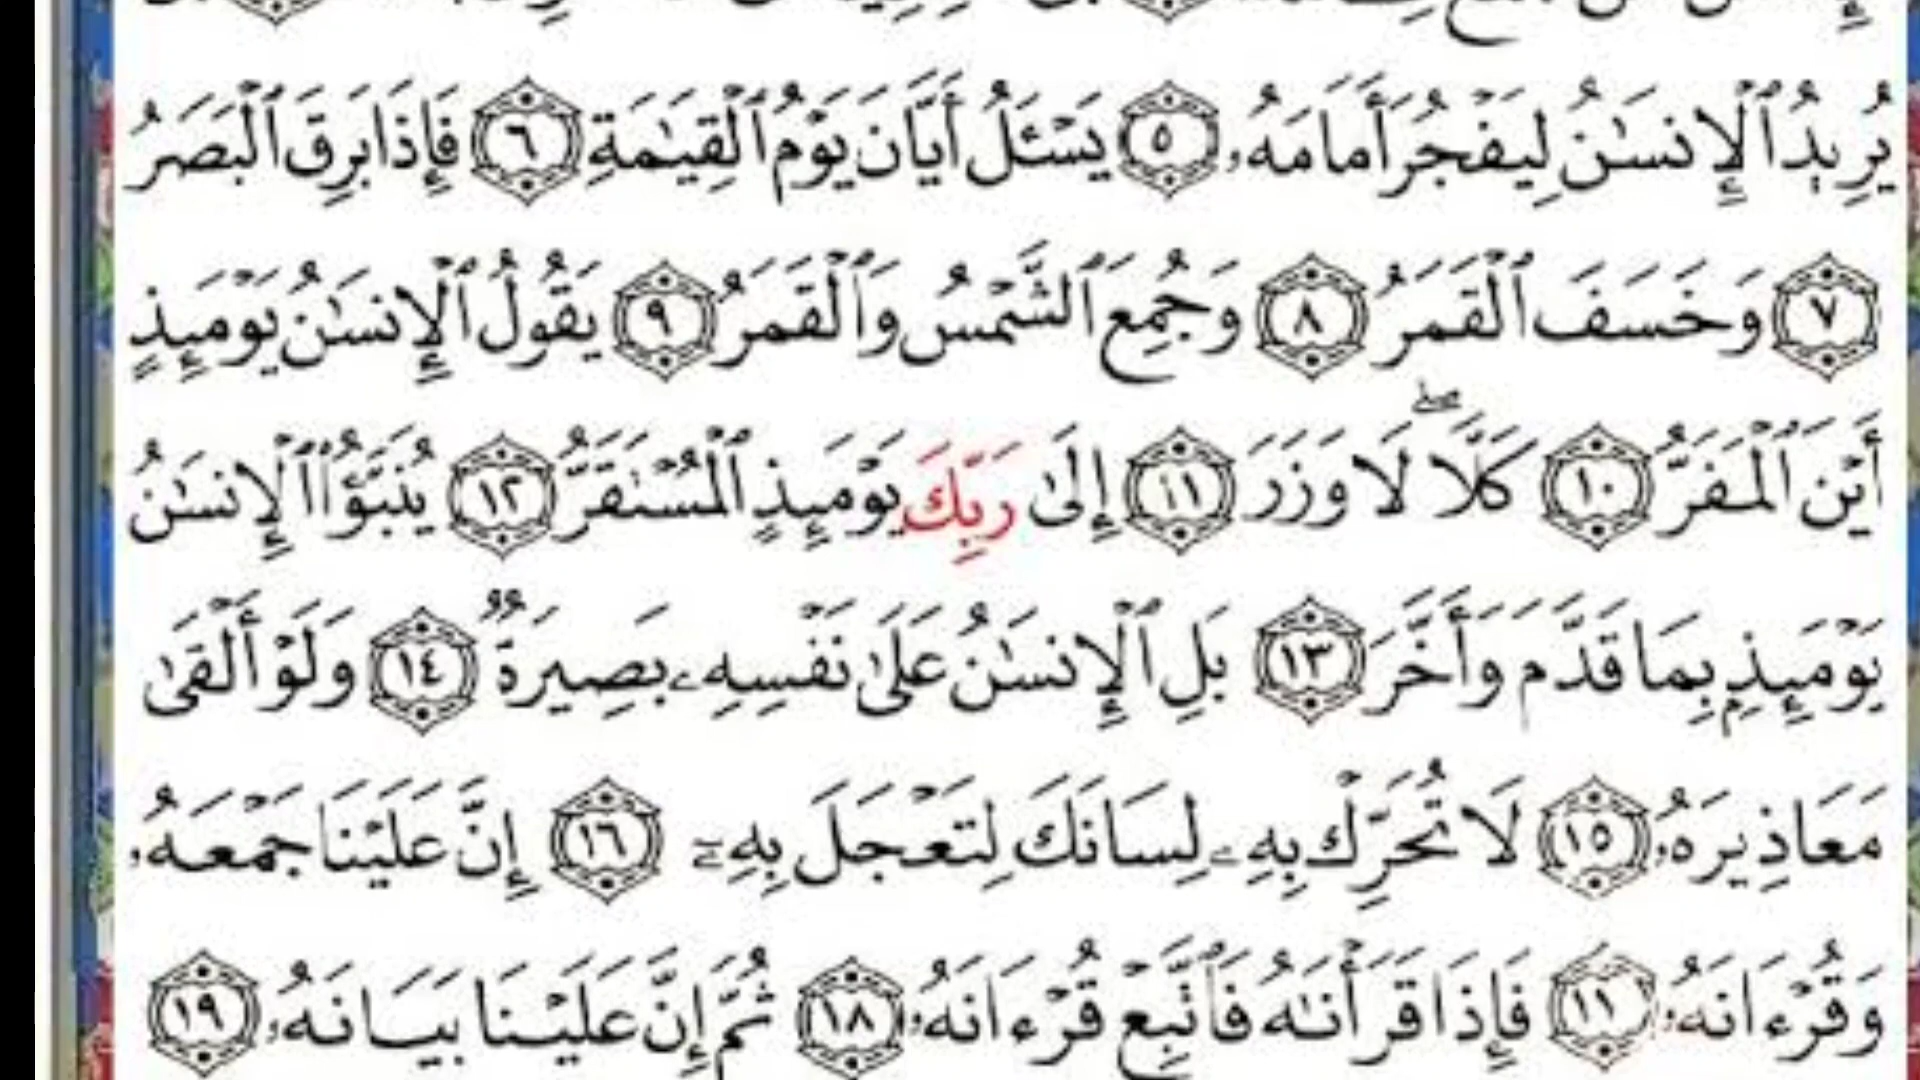 يُرِيدُ ٱلْإِنسَٰنُ لِيَفْجُرَ أَمَامَهُۥ ٥ يَسْـَٔلُ أَيَّانَ يَوْمُ ٱلْقِيَٰمَةِ ٦ فَإِذَا بَرِقَ ٱلْبَصَرُ
٧ وَخَسَفَ ٱلْقَمَرُ ٨ وَجُمِعَ ٱلشَّمْسُ وَٱلْقَمَرُ ٩ يَقُولُ ٱلْإِنسَٰنُ يَوْمَئِذٍ
أَيْنَ ٱلْمَفَرُّ ١٠ كَلَّا لَا وَزَرَ ١١ إِلَىٰ رَبِّكَ يَوْمَئِذٍ ٱلْمُسْتَقَرُّ ١٢ يُنَبَّؤُا۟ ٱلْإِنسَٰنُ
يَوْمَئِذٍۭ بِمَا قَدَّمَ وَأَخَّرَ ١٣ بَلِ ٱلْإِنسَٰنُ عَلَىٰ نَفْسِهِۦ بَصِيرَةٌ ١٤ وَلَوْ أَلْقَىٰ
مَعَاذِيرَهُۥ ١٥ لَا تُحَرِّكْ بِهِۦ لِسَانَكَ لِتَعْجَلَ بِهِۦٓ ١٦ إِنَّ عَلَيْنَا جَمْعَهُۥ
وَقُرْءَانَهُۥ ١١ فَإِذَا قَرَأْنَٰهُ فَٱتَّبِعْ قُرْءَانَهُۥ ١٨ ثُمَّ إِنَّ عَلَيْنَا بَيَانَهُۥ ١٩